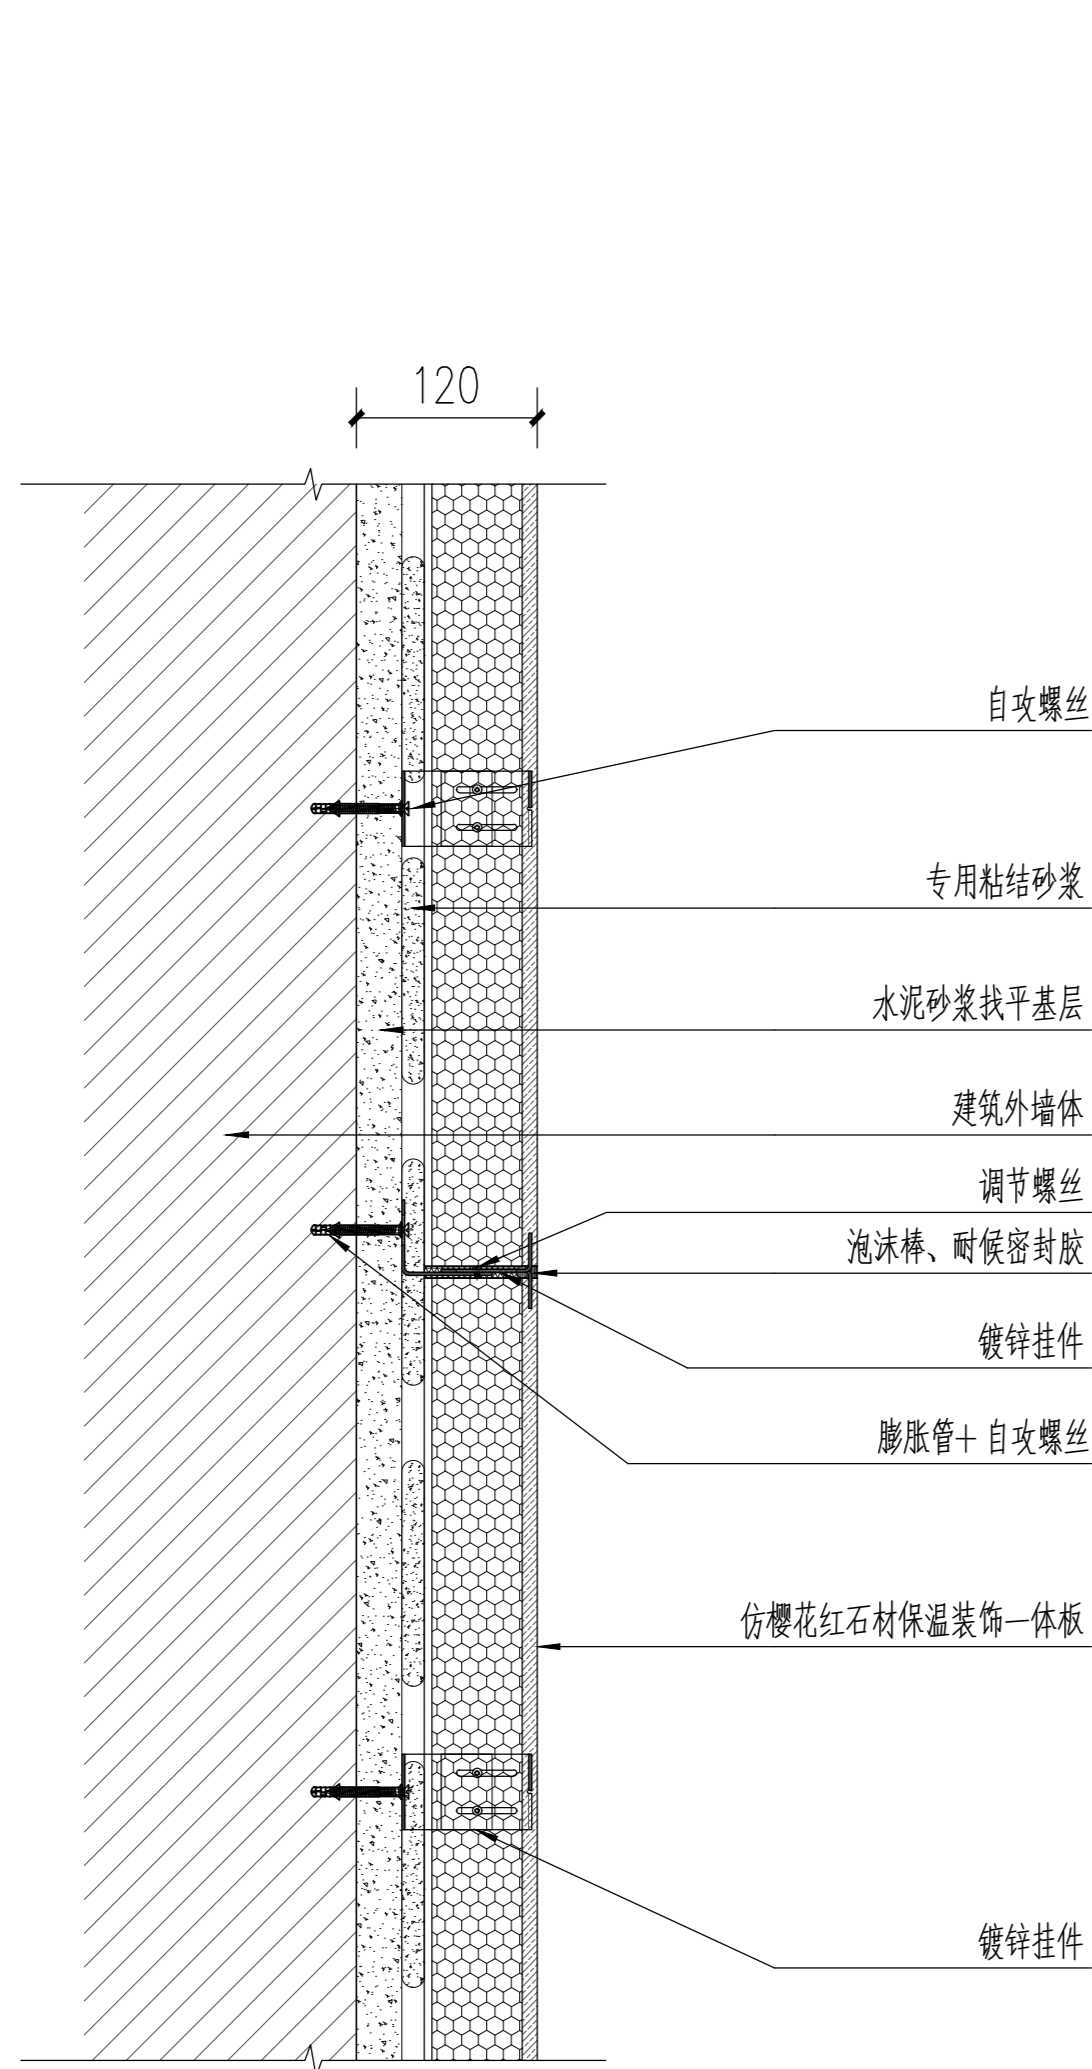 120
自攻螺丝
专用粘结砂浆
水泥砂浆找平基层
建筑外墙体
调节螺丝
泡沫棒、耐候密封胶
镀锌挂件
膨胀管+自攻螺丝
仿樱花红石材保温装饰一体板
镀锌挂件